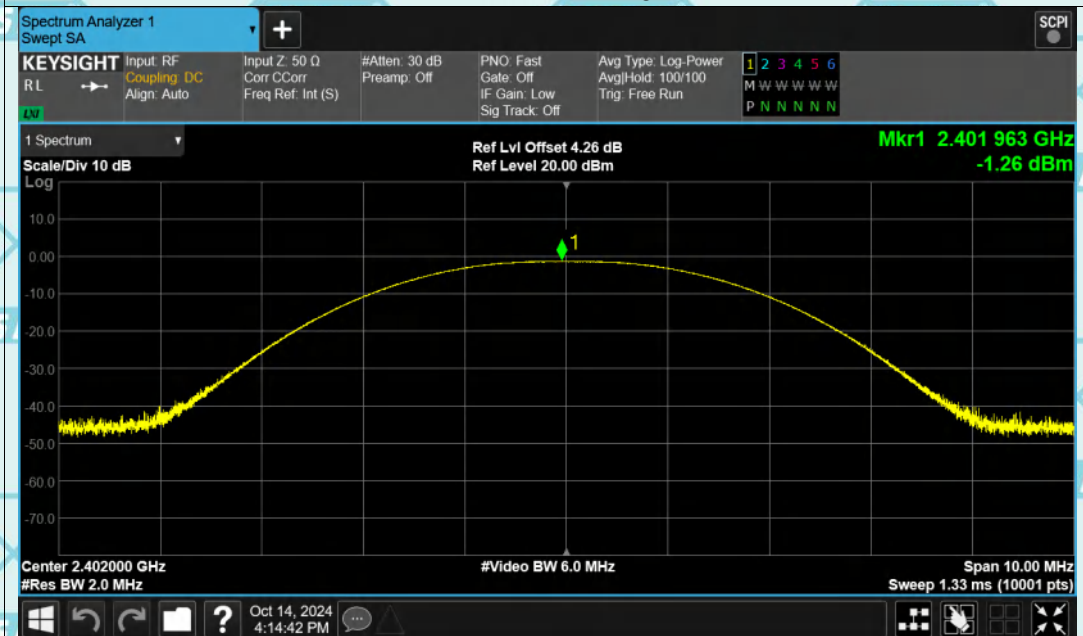 Spectrum Analyzer 1
Swept SA
+
SCPI
KEYSIGHT
R L
LXI
Input: RF
Coupling: DC
Align: Auto
Input Z: 50 Ω
Corr CCorr
Freq Ref: Int (S)
#Atten: 30 dB
Preamp: Off
PNO: Fast
Gate: Off
IF Gain: Low
Sig Track: Off
Avg Type: Log-Power
Avg|Hold: 100/100
Trig: Free Run
1 2 3 4 5 6
M W W W W W
P N N N N N
1 Spectrum
Scale/Div 10 dB
Log
Ref Lvl Offset 4.26 dB
Ref Level 20.00 dBm
Mkr1 2.401 963 GHz
-1.26 dBm
1
10.0
0.00
-10.0
-20.0
-30.0
-40.0
-50.0
-60.0
-70.0
Center 2.402000 GHz
#Res BW 2.0 MHz
#Video BW 6.0 MHz
Span 10.00 MHz
Sweep 1.33 ms (10001 pts)
?
Oct 14, 2024
4:14:42 PM